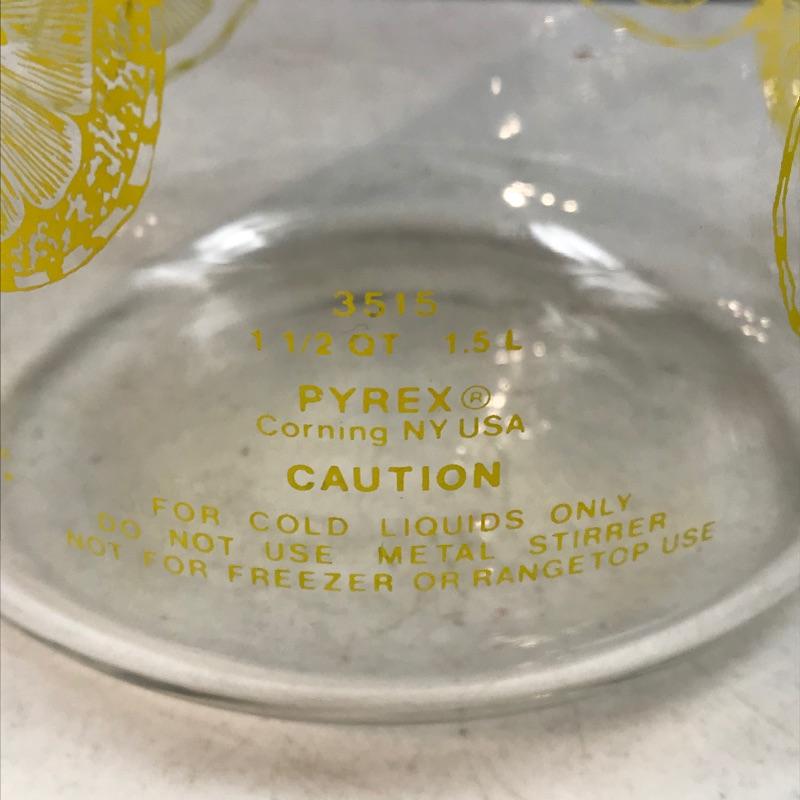 3515
1 1/2 QT 1.5 L
PYREX®
Corning NY USA
CAUTION
FOR COLD LIQUIDS ONLY
DO NOT USE METAL STIRRER
NOT FOR FREEZER OR RANGETOP USE